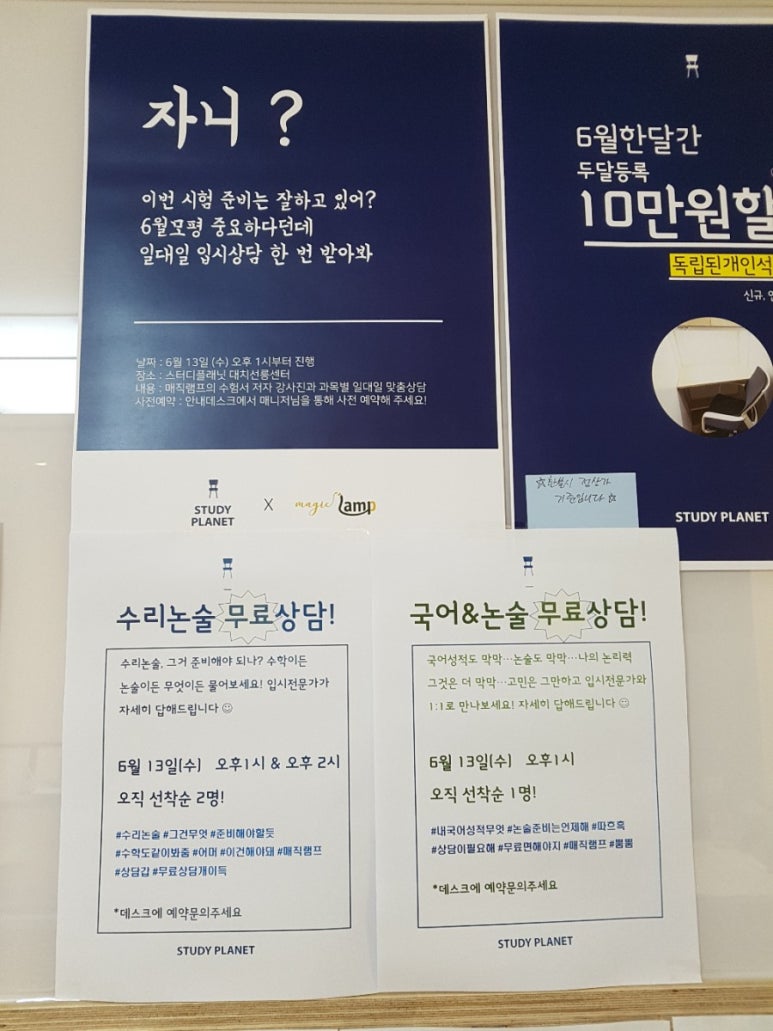 자니 ?
이번 시험 준비는 잘하고 있어?
6월모평 중요하다던데
일대일 입시상담 한 번 받아봐
날짜 : 6월 13일 (수) 오후 1시부터 진행
장소 : 스터디플래닛 대치선릉센터
내용 : 매직램프의 수험서 저자 강사진과 과목별 일대일 맞춤상담
사전예약 : 안내데스크에서 매니저님을 통해 사전 예약해 주세요!
STUDY
PLANET
X
magic Lamp
6월한달간
두달등록
10만원할
독립된개인석
신규,
☆환불시 정상가
기준입니다☆
STUDY PLANET
수리논술 무료상담!
수리논술, 그거 준비해야 되나? 수학이든
논술이든 무엇이든 물어보세요! 입시전문가가
자세히 답해드립니다 ☺
6월 13일(수) 오후1시 & 오후 2시
오직 선착순 2명!
#수리논술 #그건무엇 #준비해야할듯
#수학도같이봐줌 #어머 #이건해야돼 #매직램프
#상담깁 #무료상담개이득
*데스크에 예약문의주세요
STUDY PLANET
국어&논술 무료상담!
국어성적도 막막…논술도 막막…나의 논리력
그것은 더 막막…고민은 그만하고 입시전문가와
1:1로 만나보세요! 자세히 답해드립니다 ☺
6월 13일(수) 오후1시
오직 선착순 1명!
#내국어성적무엇 #논술준비는언제해 #따흐흑
#상담이필요해 #무료면해야지 #매직램프 #뿜뿜
*데스크에 예약문의주세요
STUDY PLANET